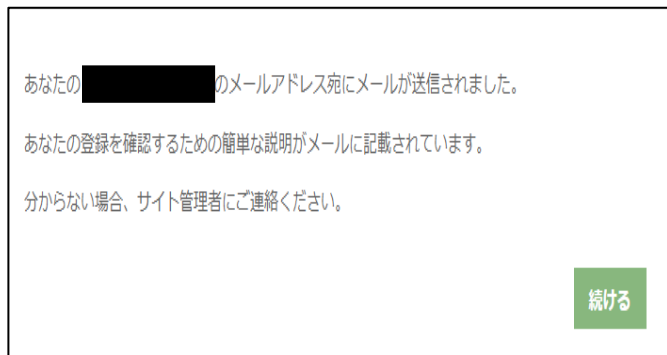 あなたの のメールアドレス宛にメールが送信されました。
あなたの登録を確認するための簡単な説明がメールに記載されています。
分からない場合、サイト管理者にご連絡ください。
続ける